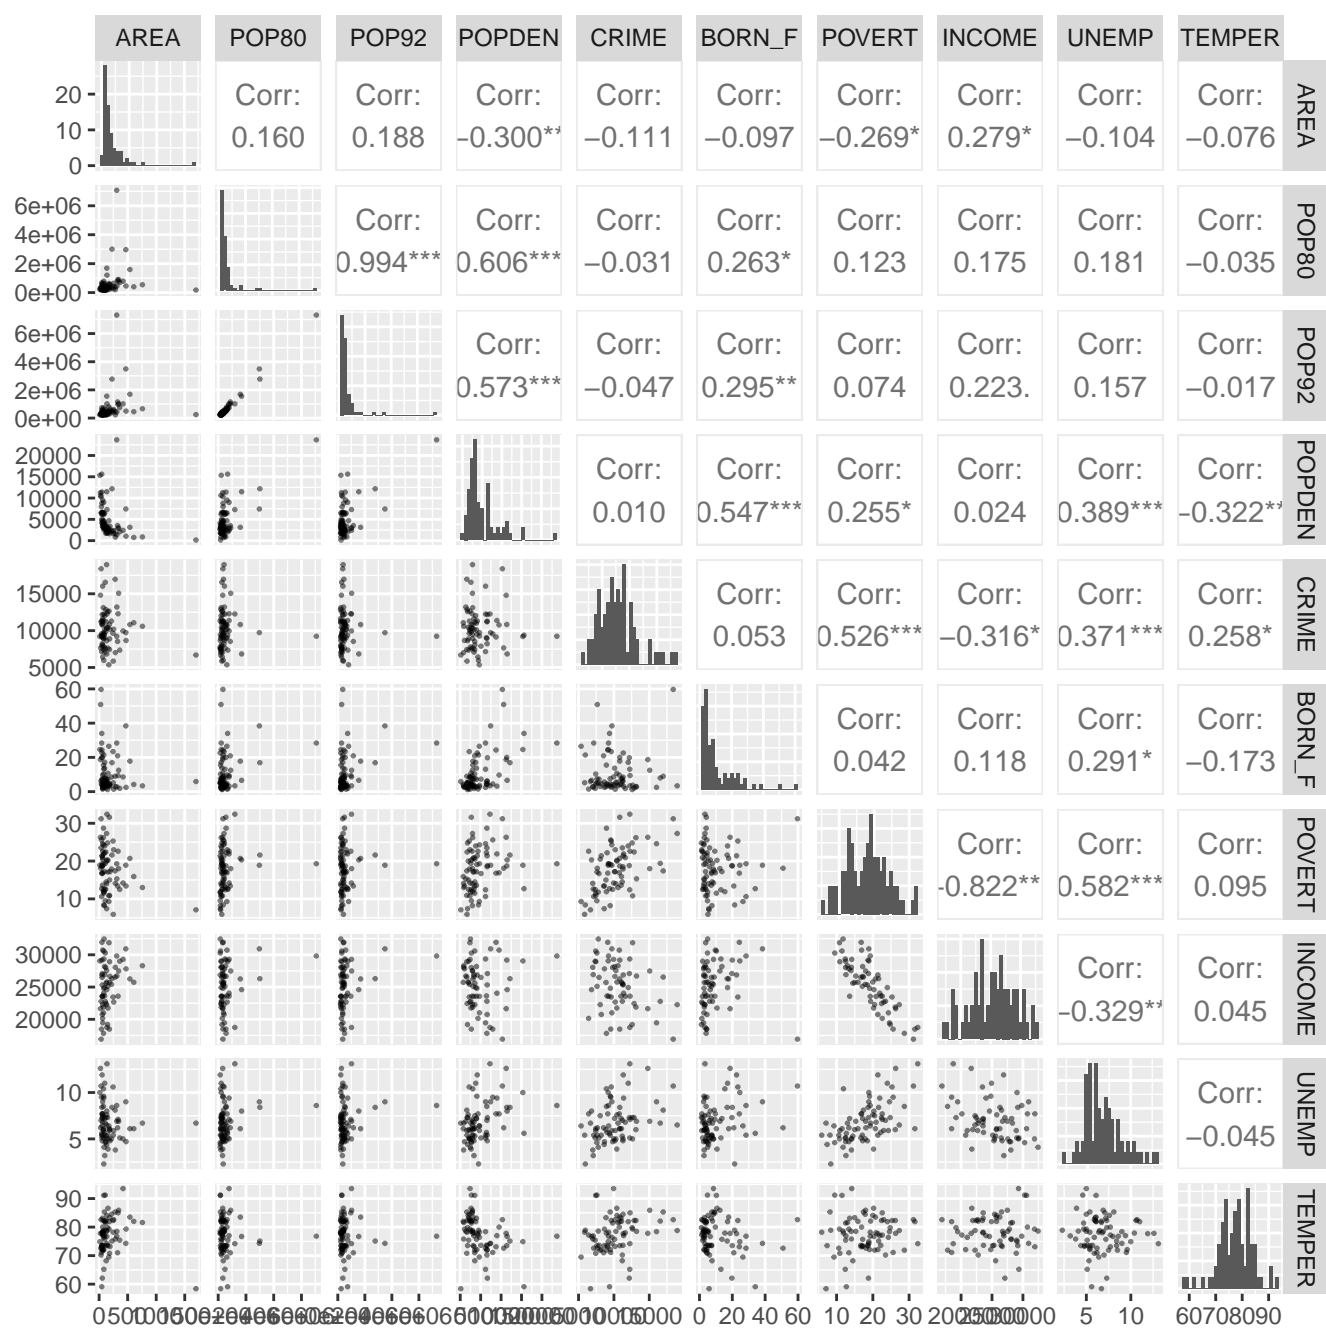 AREA POP80 POP92 POPDEN CRIME BORN_F POVERT INCOME UNEMP TEMPER
20
10
0
Corr: Corr: Corr: Corr: Corr: Corr: Corr: Corr: Corr:
0.160 0.188 −0.300** −0.111 −0.097 −0.269* 0.279* −0.104 −0.076
AREA
6e+06
4e+06
2e+06
0e+00
Corr: Corr: Corr: Corr: Corr: Corr: Corr: Corr:
0.994*** 0.606*** −0.031 0.263* 0.123 0.175 0.181 −0.035
POP80
6e+06
4e+06
2e+06
0e+00
Corr: Corr: Corr: Corr: Corr: Corr: Corr:
0.573*** −0.047 0.295** 0.074 0.223. 0.157 −0.017
POP92
20000
15000
10000
5000
0
Corr: Corr: Corr: Corr: Corr: Corr:
0.010 0.547*** 0.255* 0.024 0.389*** −0.322**
POPDEN
15000
10000
5000
Corr: Corr: Corr: Corr: Corr:
0.053 0.526*** −0.316* 0.371*** 0.258*
CRIME
60
40
20
0
Corr: Corr: Corr: Corr:
0.042 0.118 0.291* −0.173
BORN_F
30
20
10
Corr: Corr: Corr:
-0.822** 0.582*** 0.095
POVERT
30000
25000
20000
Corr: Corr:
−0.329** 0.045
INCOME
10
5
Corr:
−0.045
UNEMP
90
80
70
60
TEMPER
0 20 40 60 10 20 30 5 10 60708090